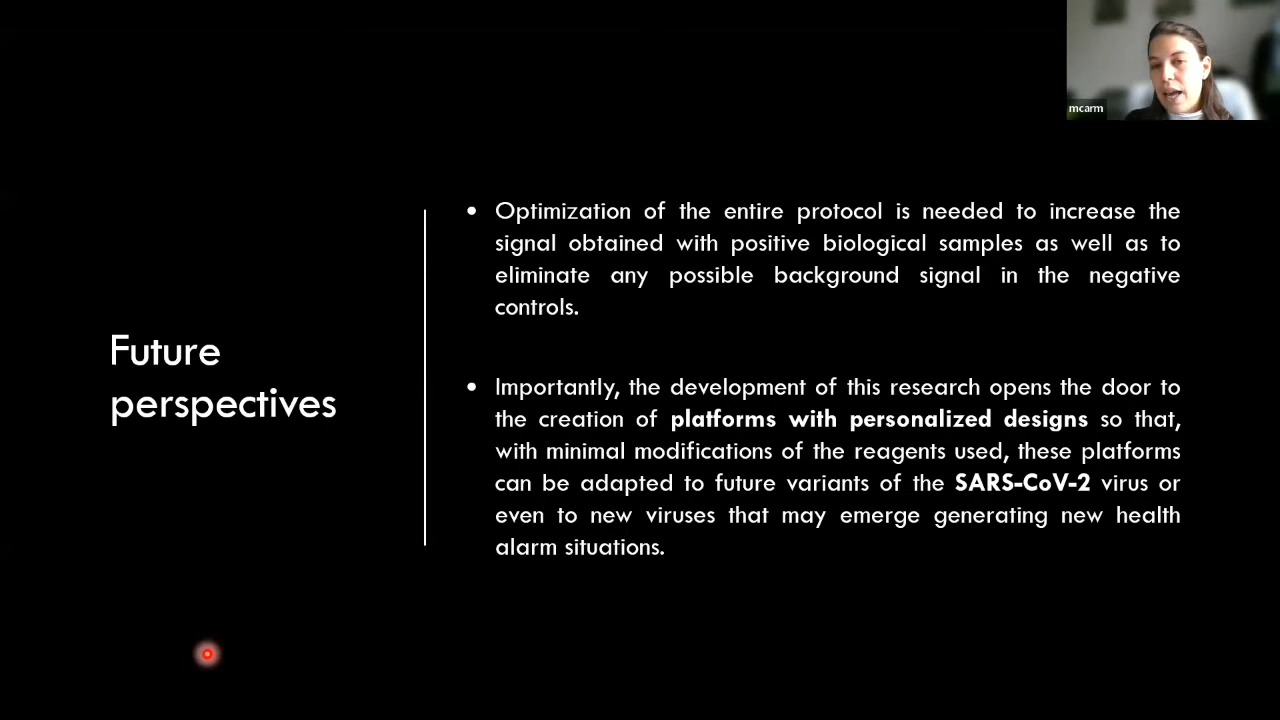 mcarm
Future
perspectives
• Optimization of the entire protocol is needed to increase the
signal obtained with positive biological samples as well as to
eliminate any possible background signal in the negative
controls.
• Importantly, the development of this research opens the door to
the creation of platforms with personalized designs so that,
with minimal modifications of the reagents used, these platforms
can be adapted to future variants of the SARS-CoV-2 virus or
even to new viruses that may emerge generating new health
alarm situations.